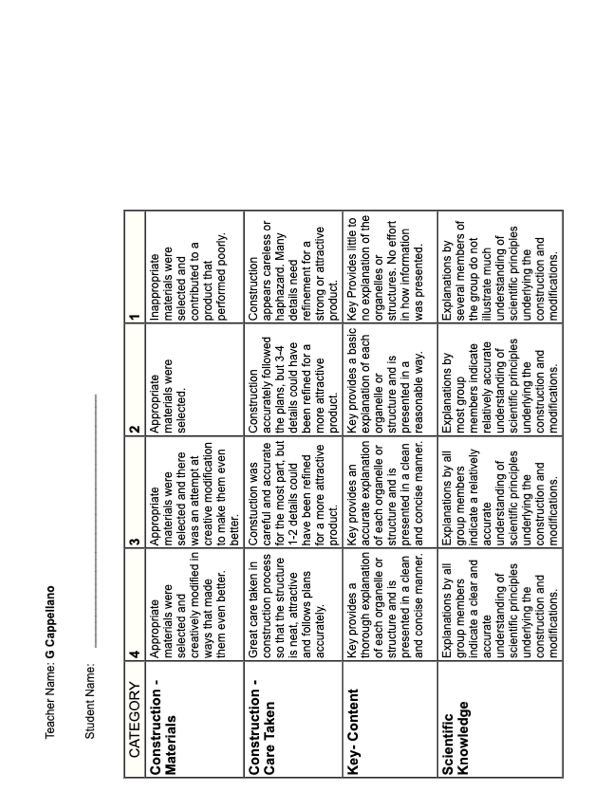 Teacher Name: G Cappellano
Student Name: ________________________________________
CATEGORY
4
3
2
1
Construction -
Materials
Appropriate
materials were
selected and
creatively modified in
ways that made
them even better.
Appropriate
materials were
selected and there
was an attempt at
creative modification
to make them even
better.
Appropriate
materials were
selected.
Inappropriate
materials were
selected and
contributed to a
product that
performed poorly.
Construction -
Care Taken
Great care taken in
construction process
so that the structure
is neat, attractive
and follows plans
accurately.
Constuction was
careful and accurate
for the most part, but
1-2 details could
have been refined
for a more attractive
product.
Construction
accurately followed
the plans, but 3-4
details could have
been refined for a
more attractive
product.
Construction
appears careless or
haphazard. Many
details need
refinement for a
strong or attractive
product.
Key- Content
Key provides a
thorough explanation
of each organelle or
structure and is
presented in a clean
and concise manner.
Key provides an
accurate explanation
of each organelle or
structure and is
presented in a clean
and concise manner.
Key provides a basic
explanation of each
organelle or
structure and is
presented in a
reasonable way.
Key Provides little to
no explanation of the
organelles or
structures. No effort
in how information
was presented.
Scientific
Knowledge
Explanations by all
group members
indicate a clear and
accurate
understanding of
scientific principles
underlying the
construction and
modifications.
Explanations by all
group members
indicate a relatively
accurate
understanding of
scientific principles
underlying the
construction and
modifications.
Explanations by
most group
members indicate
relatively accurate
understanding of
scientific principles
underlying the
construction and
modifications.
Explanations by
several members of
the group do not
illustrate much
understanding of
scientific principles
underlying the
construction and
modifications.